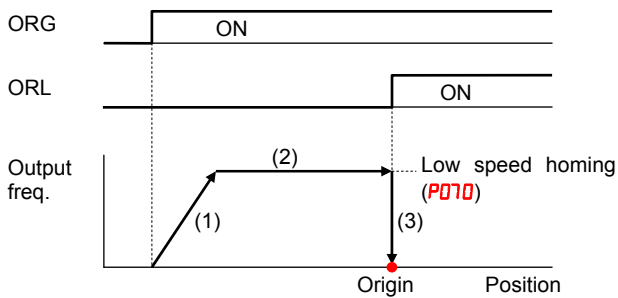 ORG
ON
ORL
ON
Output
freq.
(2)
Low speed homing
(P070)
(1)
(3)
Origin
Position